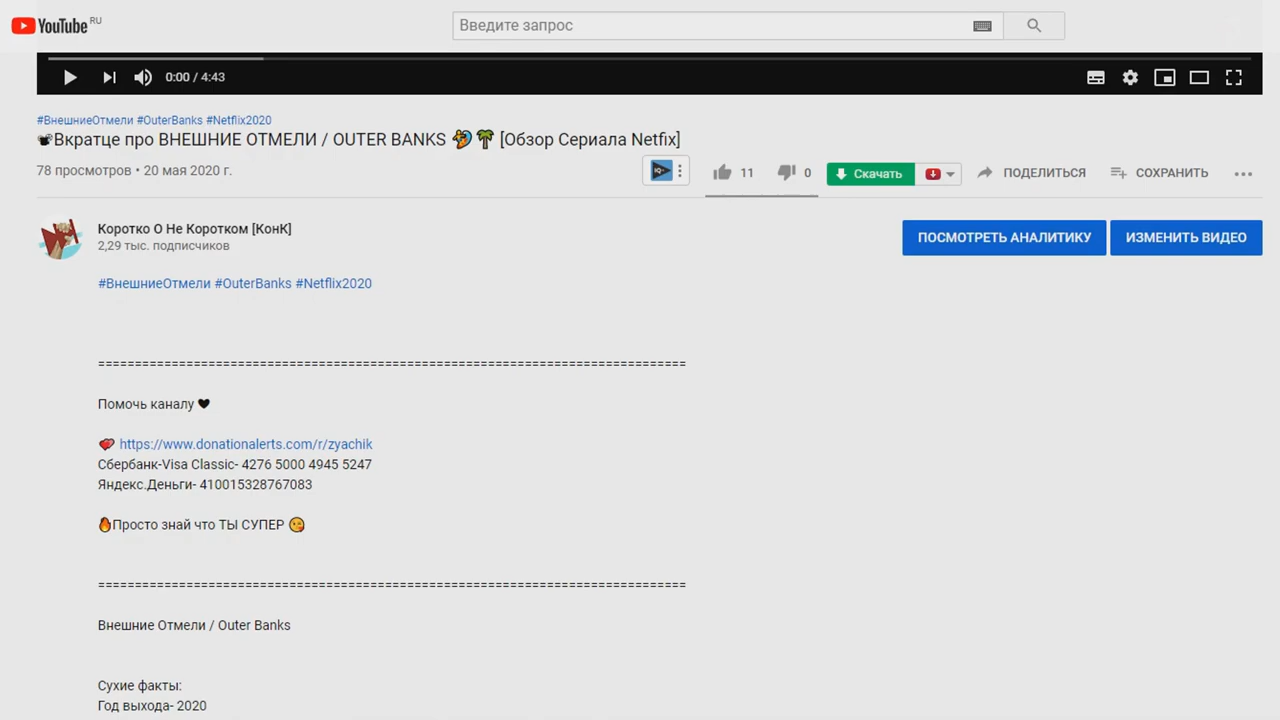 YouTube RU
Введите запрос
0:00 / 4:43
#ВнешниеОтмели #OuterBanks #Netflix2020
Вкратце про ВНЕШНИЕ ОТМЕЛИ / OUTER BANKS [Обзор Сериала Netfix]
78 просмотров • 20 мая 2020 г.
11
0
Скачать
ПОДЕЛИТЬСЯ
СОХРАНИТЬ
Коротко О Не Коротком [КонК]
2,29 тыс. подписчиков
ПОСМОТРЕТЬ АНАЛИТИКУ
ИЗМЕНИТЬ ВИДЕО
#ВнешниеОтмели #OuterBanks #Netflix2020
================================================================================
Помочь каналу 🖤
💕 https://www.donationalerts.com/r/zyachik
Сбербанк-Visa Classic- 4276 5000 4945 5247
Яндекс.Деньги- 410015328767083
🔥Просто знай что ТЫ СУПЕР 😘
================================================================================
Внешние Отмели / Outer Banks
Сухие факты:
Год выхода- 2020